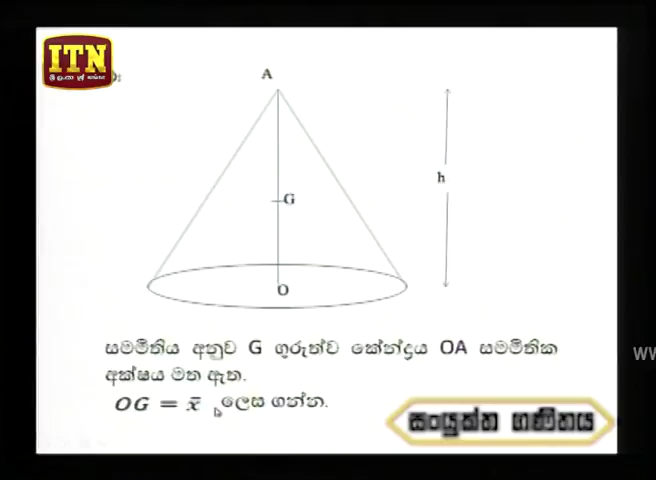 ITN
A
G
h
O
සමමිතිය අනුව G ගුරුත්ව කේන්ද්‍රය OA සමමිතික
අක්ෂය මත ඇත.
OG = x̄ ලෙස ගන්න.
සංයුක්ත ගණිතය